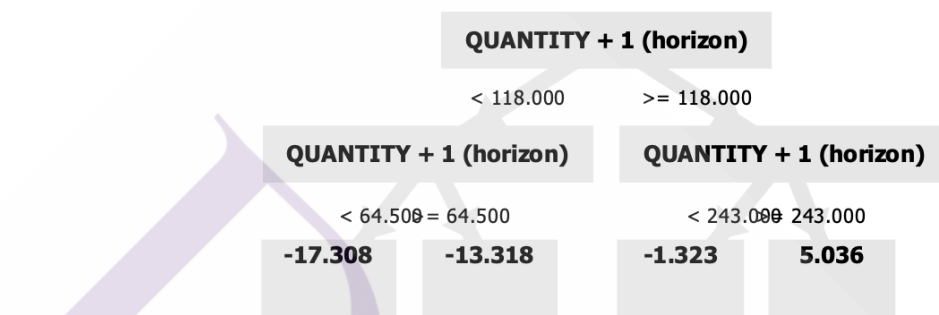 QUANTITY + 1 (horizon)
< 118.000 >= 118.000
QUANTITY + 1 (horizon) QUANTITY + 1 (horizon)
< 64.500 >= 64.500 < 243.000 >= 243.000
-17.308 -13.318 -1.323 5.036